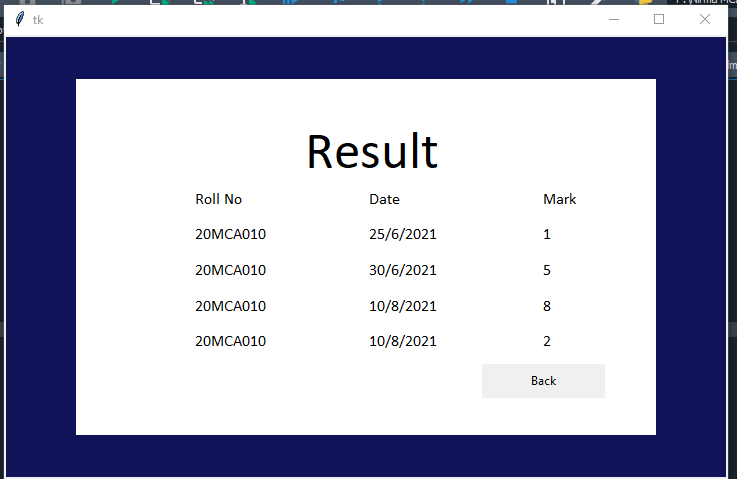 tk
Result
Roll No Date Mark
20MCA010 25/6/2021 1
20MCA010 30/6/2021 5
20MCA010 10/8/2021 8
20MCA010 10/8/2021 2
Back